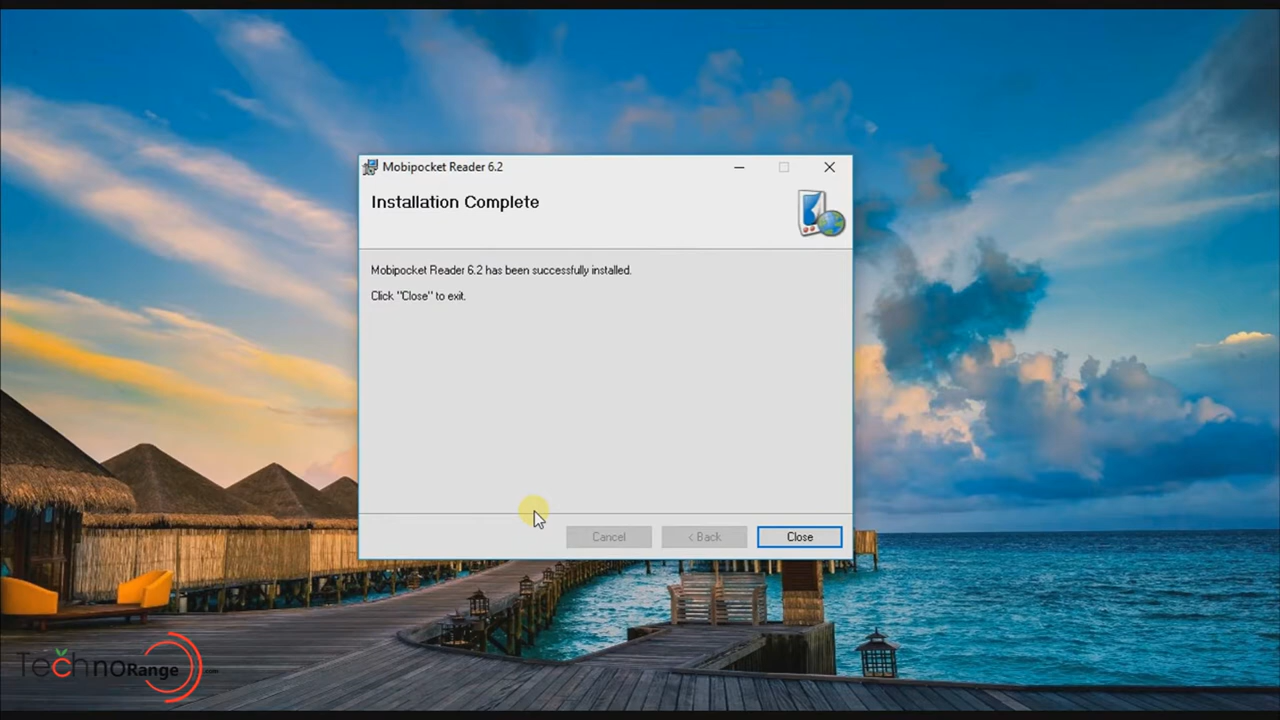 Mobipocket Reader 6.2
Installation Complete
Mobipocket Reader 6.2 has been successfully installed.
Click "Close" to exit.
Cancel
< Back
Close
TechnoRange